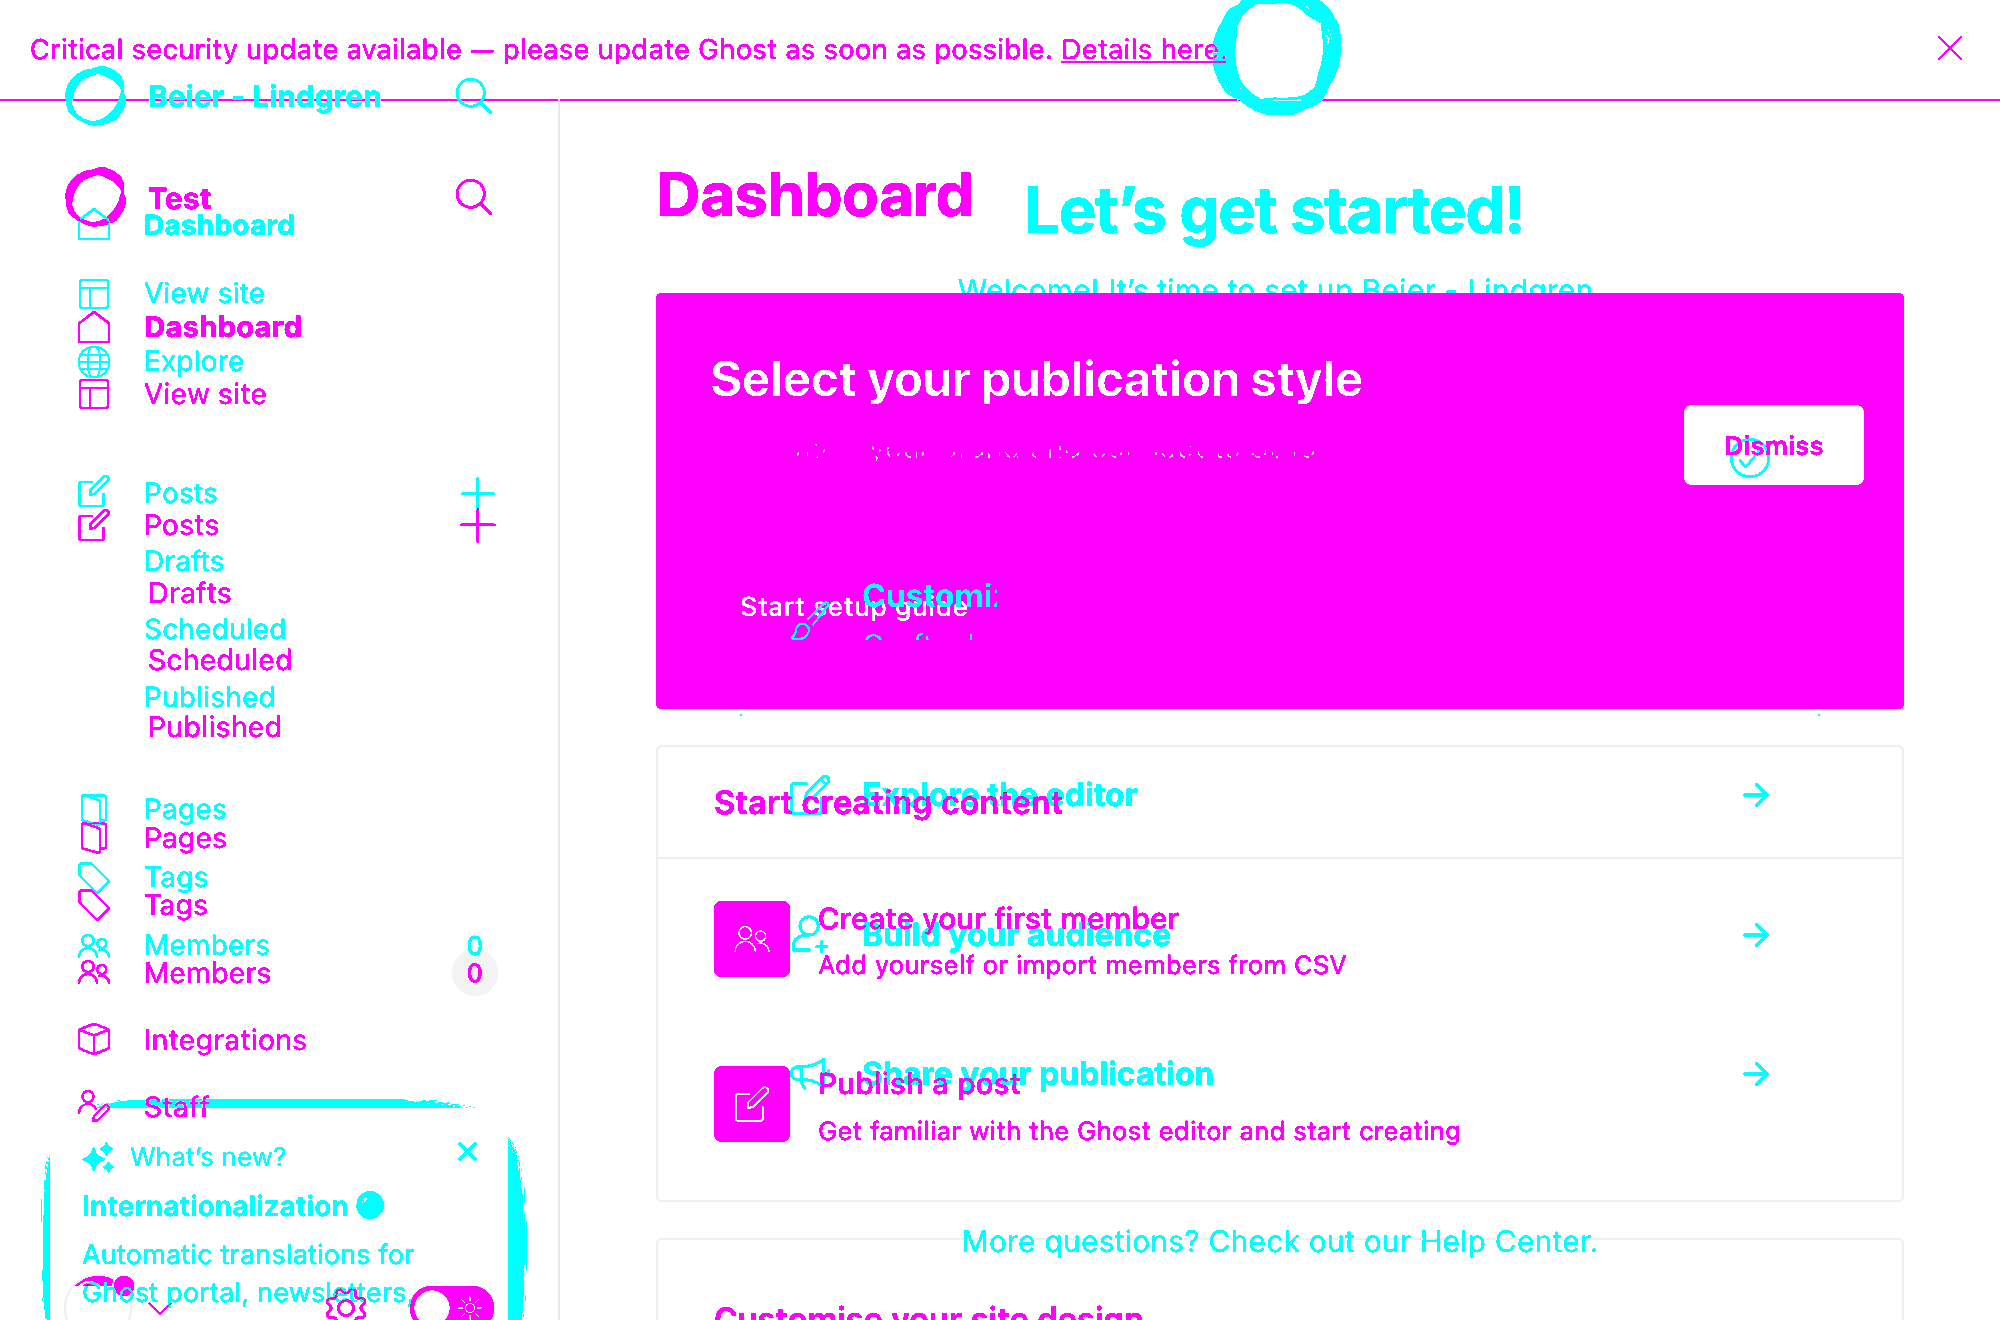 Critical security update available — please update Ghost as soon as possible. Details here.
Beier - Lindgren
Test
Dashboard
View site
Dashboard
Explore
View site
Posts
Posts
Drafts
Drafts
Scheduled
Scheduled
Published
Published
Pages
Pages
Tags
Tags
Members 0
Members 0
Integrations
Staff
What's new?
Internationalization
Automatic translations for
Ghost portal, newsletters,
Dashboard
Let's get started!
Welcome! It's time to set up Beier - Lindgren
Select your publication style
Dismiss
Start setup guide
Explore the editor
Start creating content
Create your first member
Build your audience
Add yourself or import members from CSV
Share your publication
Publish a post
Get familiar with the Ghost editor and start creating
More questions? Check out our Help Center.
Customise your site design